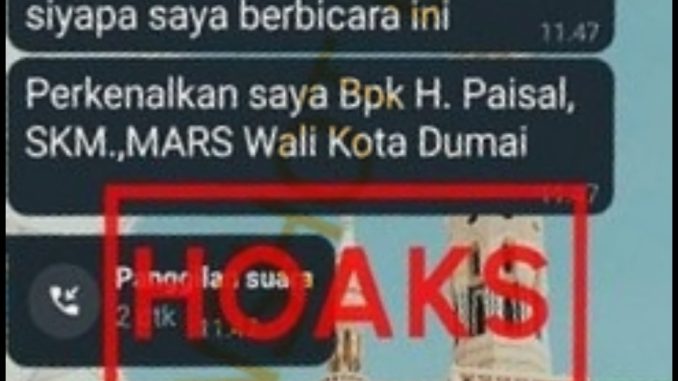 siyapa saya berbicara ini
11.47
Perkenalkan saya Bpk H. Paisal,
SKM.,MARS Wali Kota Dumai
HOAKS
Panggilan suara